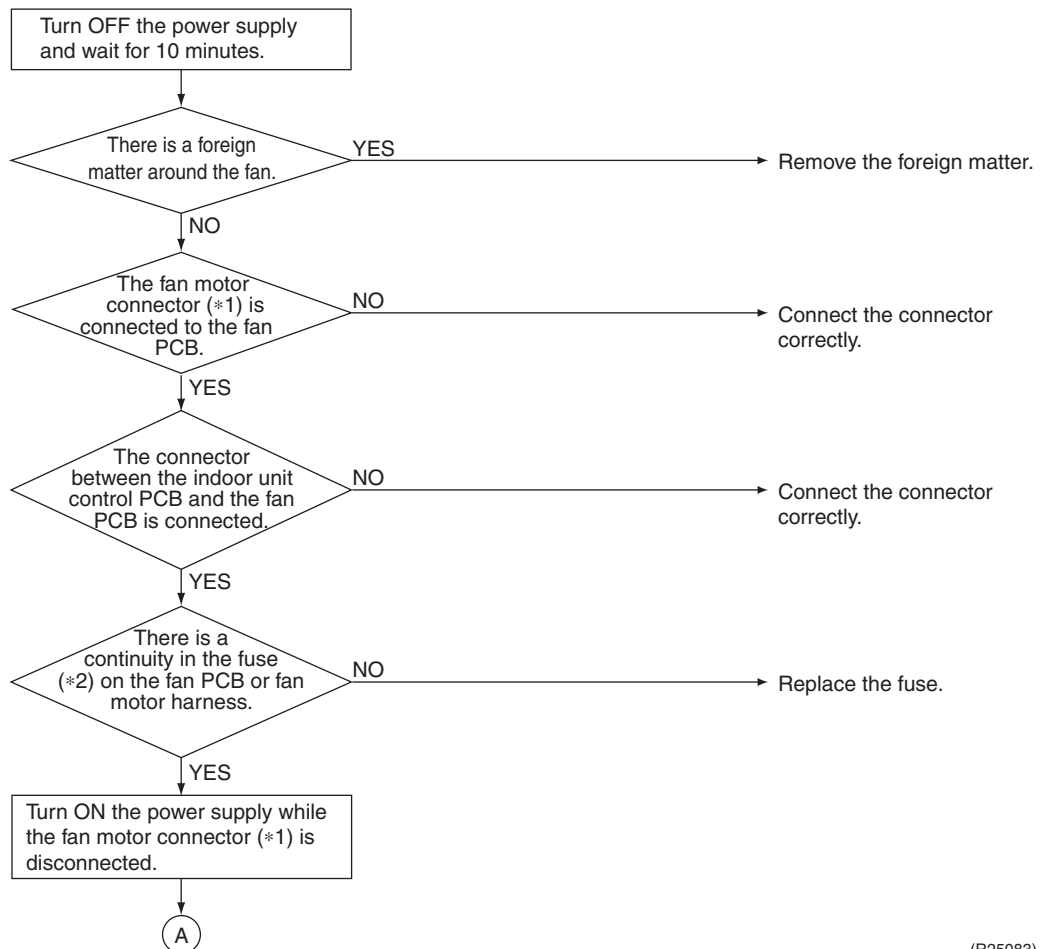 Turn OFF the power supply
and wait for 10 minutes.
There is a foreign
matter around the fan.
YES
Remove the foreign matter.
NO
The fan motor
connector (*1) is
connected to the fan
PCB.
NO
Connect the connector
correctly.
YES
The connector
between the indoor unit
control PCB and the fan
PCB is connected.
NO
Connect the connector
correctly.
YES
There is a
continuity in the fuse
(*2) on the fan PCB or fan
motor harness.
NO
Replace the fuse.
YES
Turn ON the power supply while
the fan motor connector (*1) is
disconnected.
A
(R25083)